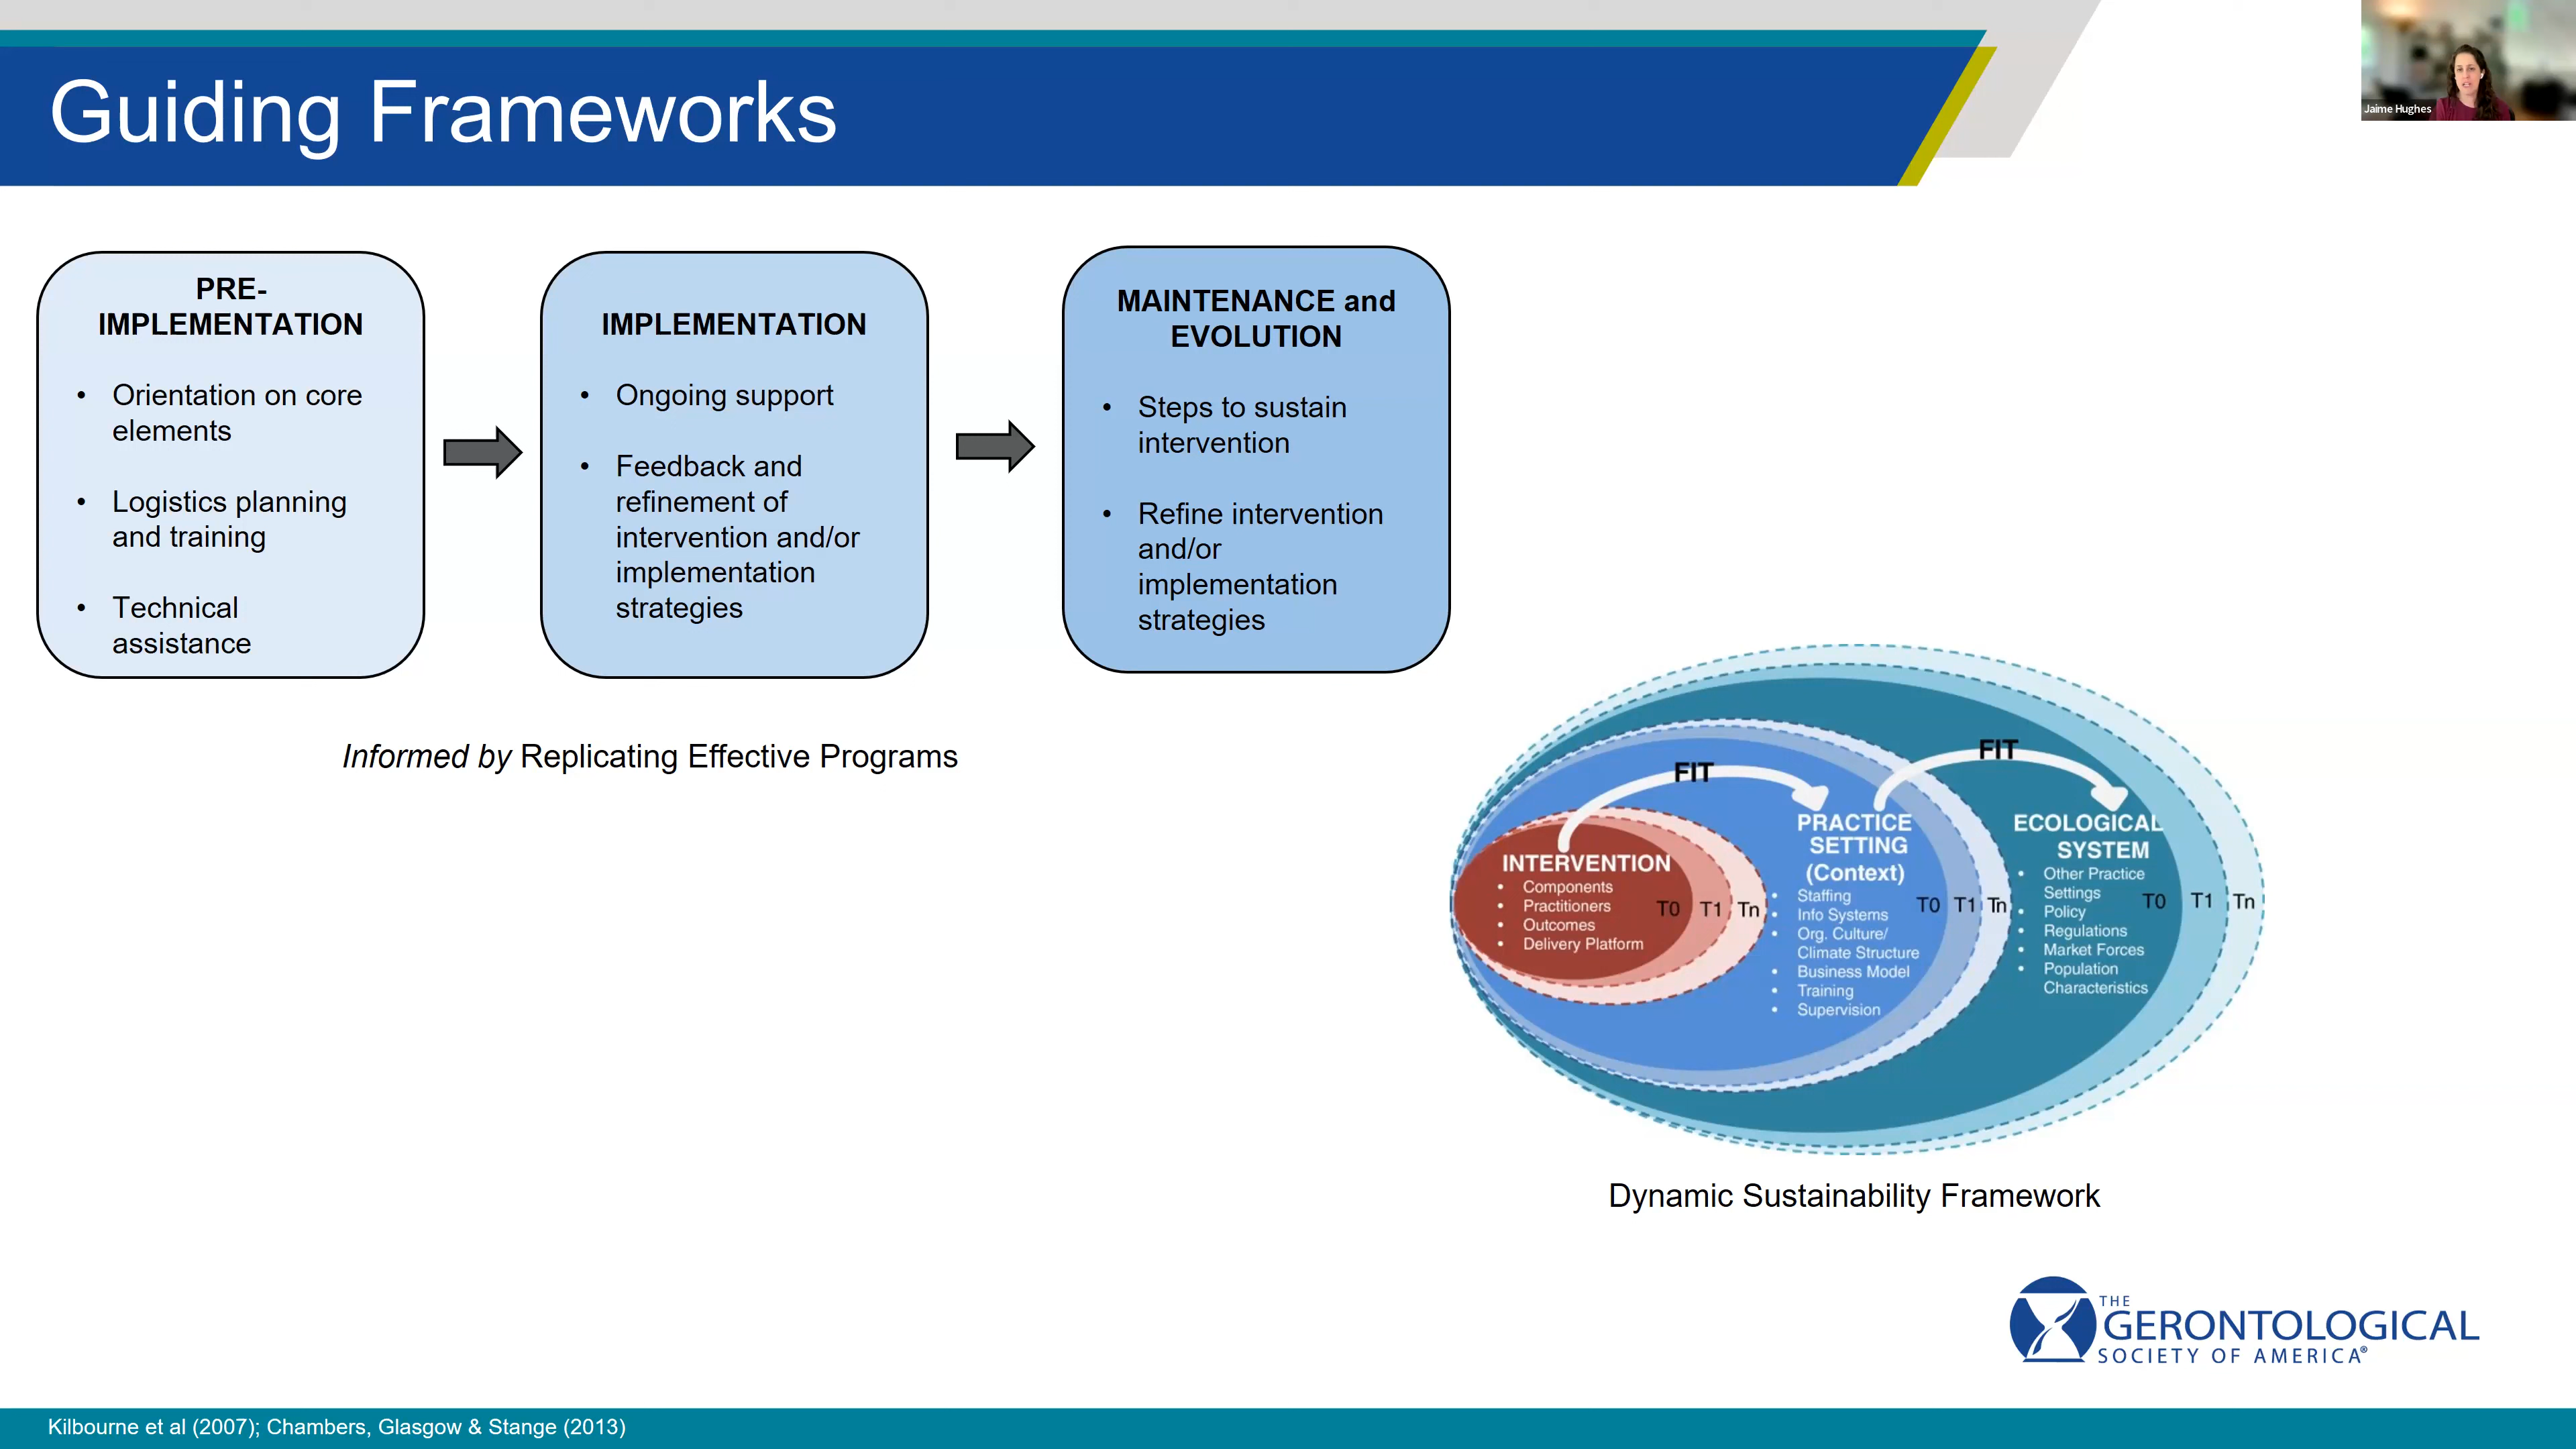 Guiding Frameworks
Jaime Hughes
PRE-
IMPLEMENTATION
• Orientation on core
elements
• Logistics planning
and training
• Technical
assistance
IMPLEMENTATION
• Ongoing support
• Feedback and
refinement of
intervention and/or
implementation
strategies
MAINTENANCE and
EVOLUTION
• Steps to sustain
intervention
• Refine intervention
and/or
implementation
strategies
Informed by Replicating Effective Programs
FIT
FIT
INTERVENTION
• Components
• Practitioners
• Outcomes
• Delivery Platform
T0 T1 Tn
PRACTICE
SETTING
(Context)
• Staffing
• Info Systems
• Org. Culture/
Climate Structure
• Business Model
• Training
• Supervision
T0 T1 Tn
ECOLOGICAL
SYSTEM
• Other Practice
Settings
• Policy
• Regulations
• Market Forces
• Population
Characteristics
T0 T1 Tn
Dynamic Sustainability Framework
THE
GERONTOLOGICAL
SOCIETY OF AMERICA®
Kilbourne et al (2007); Chambers, Glasgow & Stange (2013)